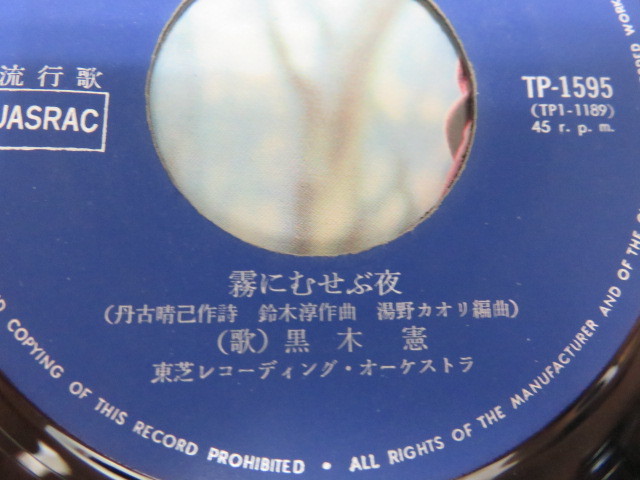 流行歌
JASRAC
TP-1595
(TP1-1189)
45 r. p. m.
霧にむせぶ夜
(丹古晴己作詩 鈴木淳作曲 湯野カオリ編曲)
(歌) 黒木 憲
東芝レコーディング・オーケストラ
COPYING OF THIS RECORD PROHIBITED • ALL RIGHTS OF THE MANUFACTURER AND OF THE